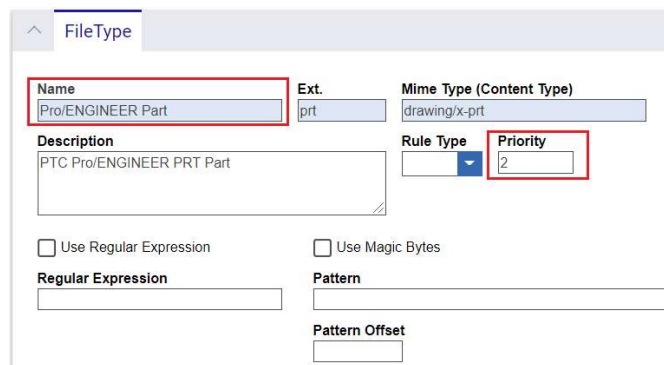 FileType
Name Ext. Mime Type (Content Type)
Pro/ENGINEER Part prt drawing/x-prt
Description Rule Type Priority
PTC Pro/ENGINEER PRT Part 2
Use Regular Expression Use Magic Bytes
Regular Expression Pattern
Pattern Offset